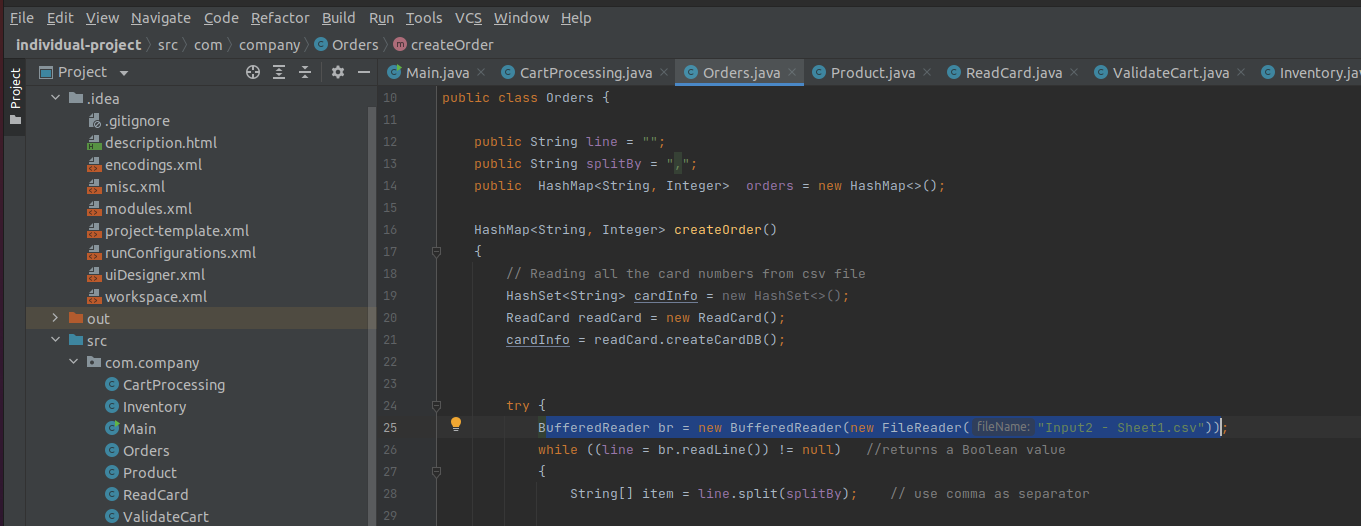 File Edit View Navigate Code Refactor Build Run Tools VCS Window Help
individual-project src com company Orders m createOrder
Project
Project
.idea
.gitignore
description.html
encodings.xml
misc.xml
modules.xml
project-template.xml
runConfigurations.xml
uiDesigner.xml
workspace.xml
out
src
com.company
CartProcessing
Inventory
Main
Orders
Product
ReadCard
ValidateCart
Main.java CartProcessing.java Orders.java Product.java ReadCard.java ValidateCart.java Inventory.java
10 public class Orders {
11
12 public String line = "";
13 public String splitBy = ",";
14 public  HashMap<String, Integer>  orders = new HashMap<>();
15
16 HashMap<String, Integer> createOrder()
17 {
18 // Reading all the card numbers from csv file
19 HashSet<String> cardInfo = new HashSet<>();
20 ReadCard readCard = new ReadCard();
21 cardInfo = readCard.createCardDB();
22
23
24 try {
25 BufferedReader br = new BufferedReader(new FileReader( fileName: "Input2 - Sheet1.csv"));
26 while ((line = br.readLine()) != null)   //returns a Boolean value
27 {
28 String[] item = line.split(splitBy);    // use comma as separator
29